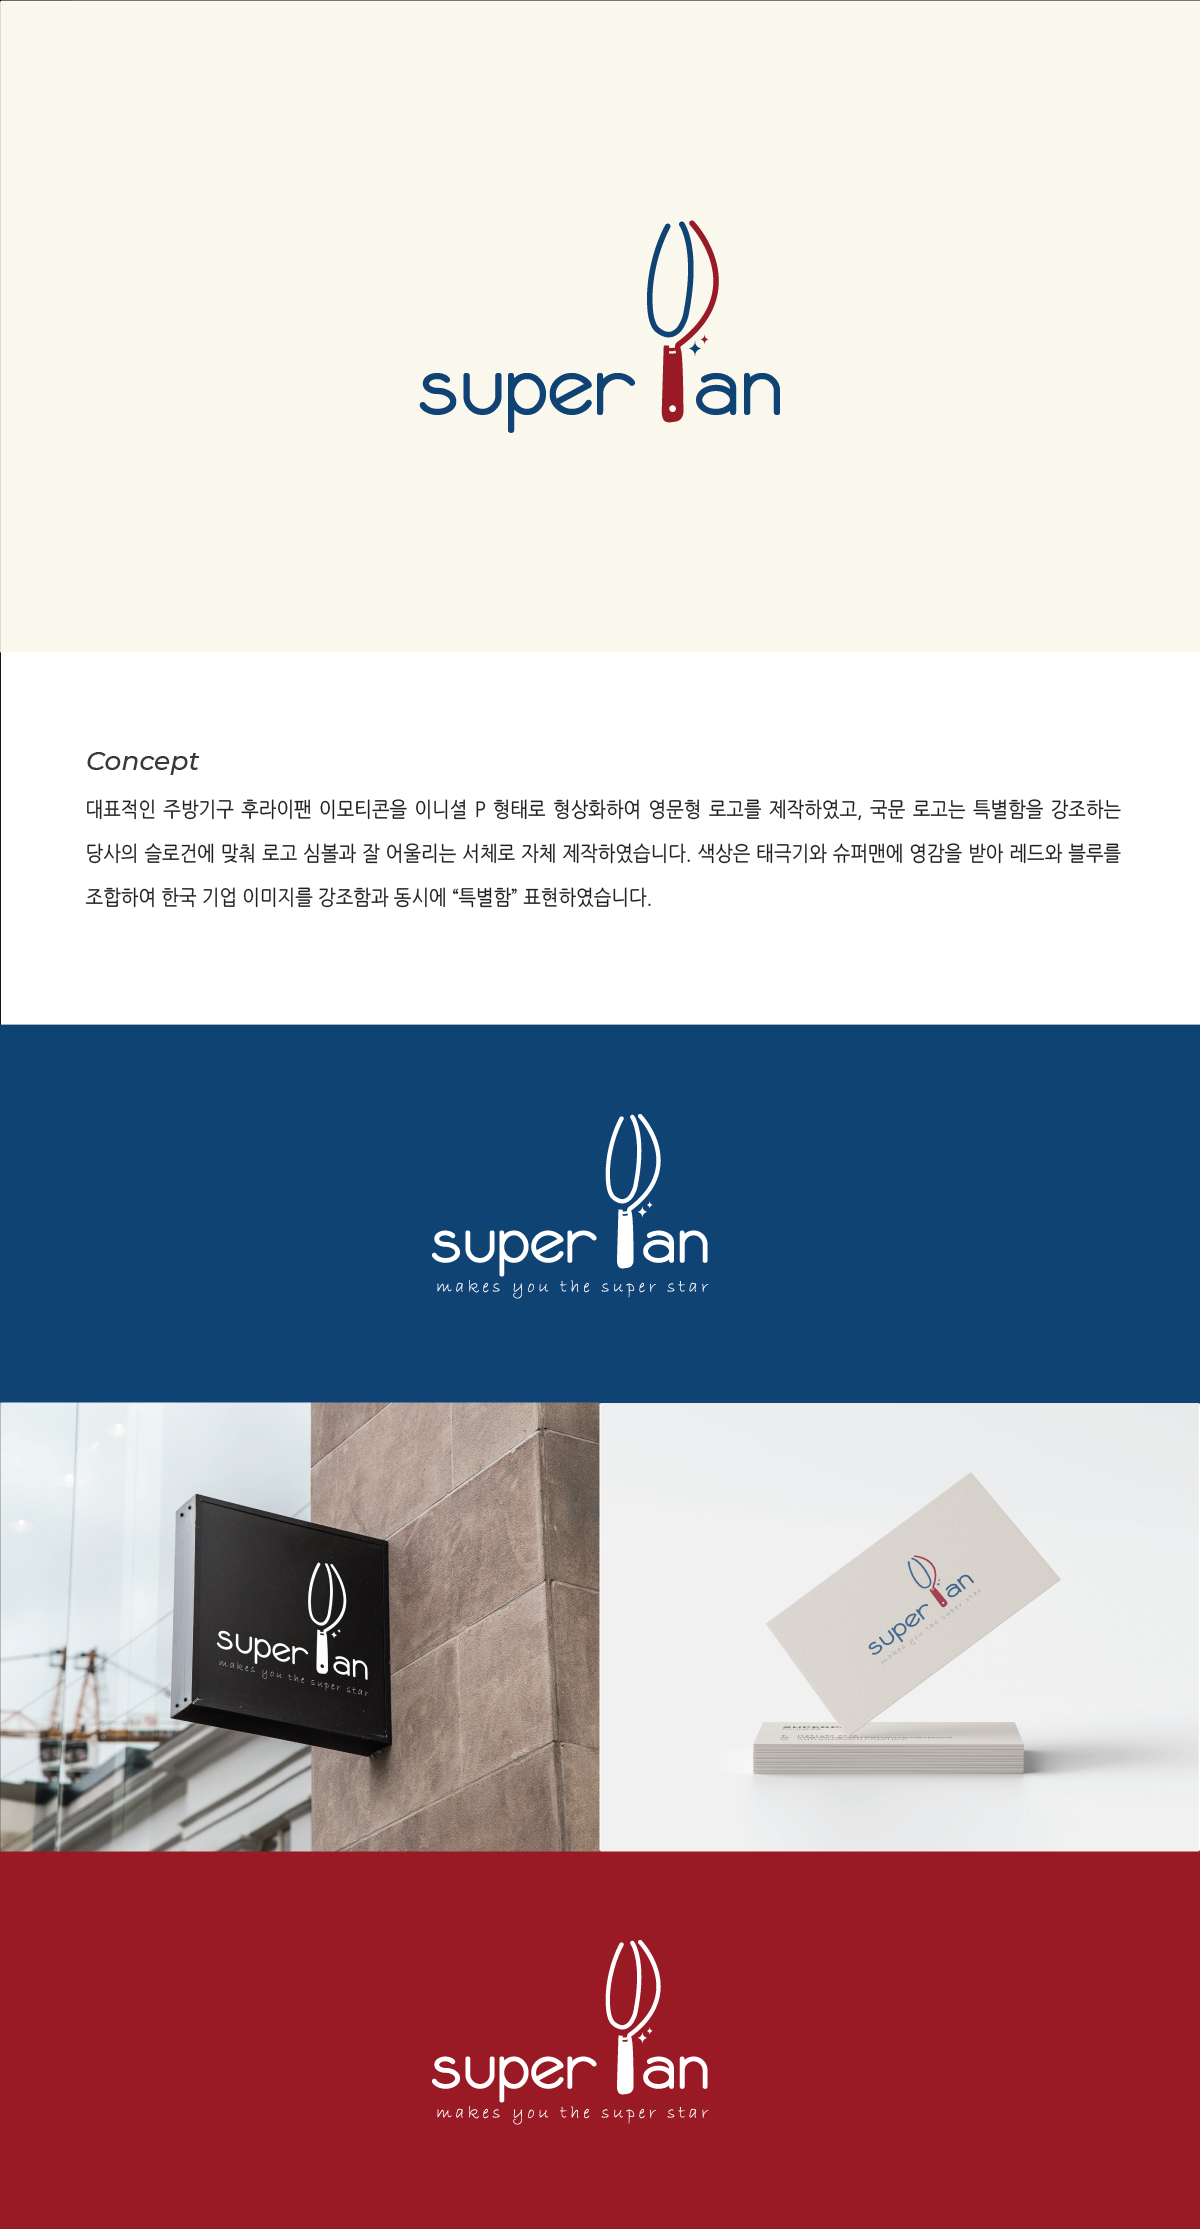 super an
Concept
대표적인 주방기구 후라이팬 이모티콘을 이니셜 P 형태로 형상화하여 영문형 로고를 제작하였고, 국문 로고는 특별함을 강조하는
당사의 슬로건에 맞춰 로고 심볼과 잘 어울리는 서체로 자체 제작하였습니다. 색상은 태극기와 슈퍼맨에 영감을 받아 레드와 블루를
조합하여 한국 기업 이미지를 강조함과 동시에 “특별함” 표현하였습니다.
super an
makes you the super star
super an
makes you the super star
super an
makes you the super star
super an
makes you the super star